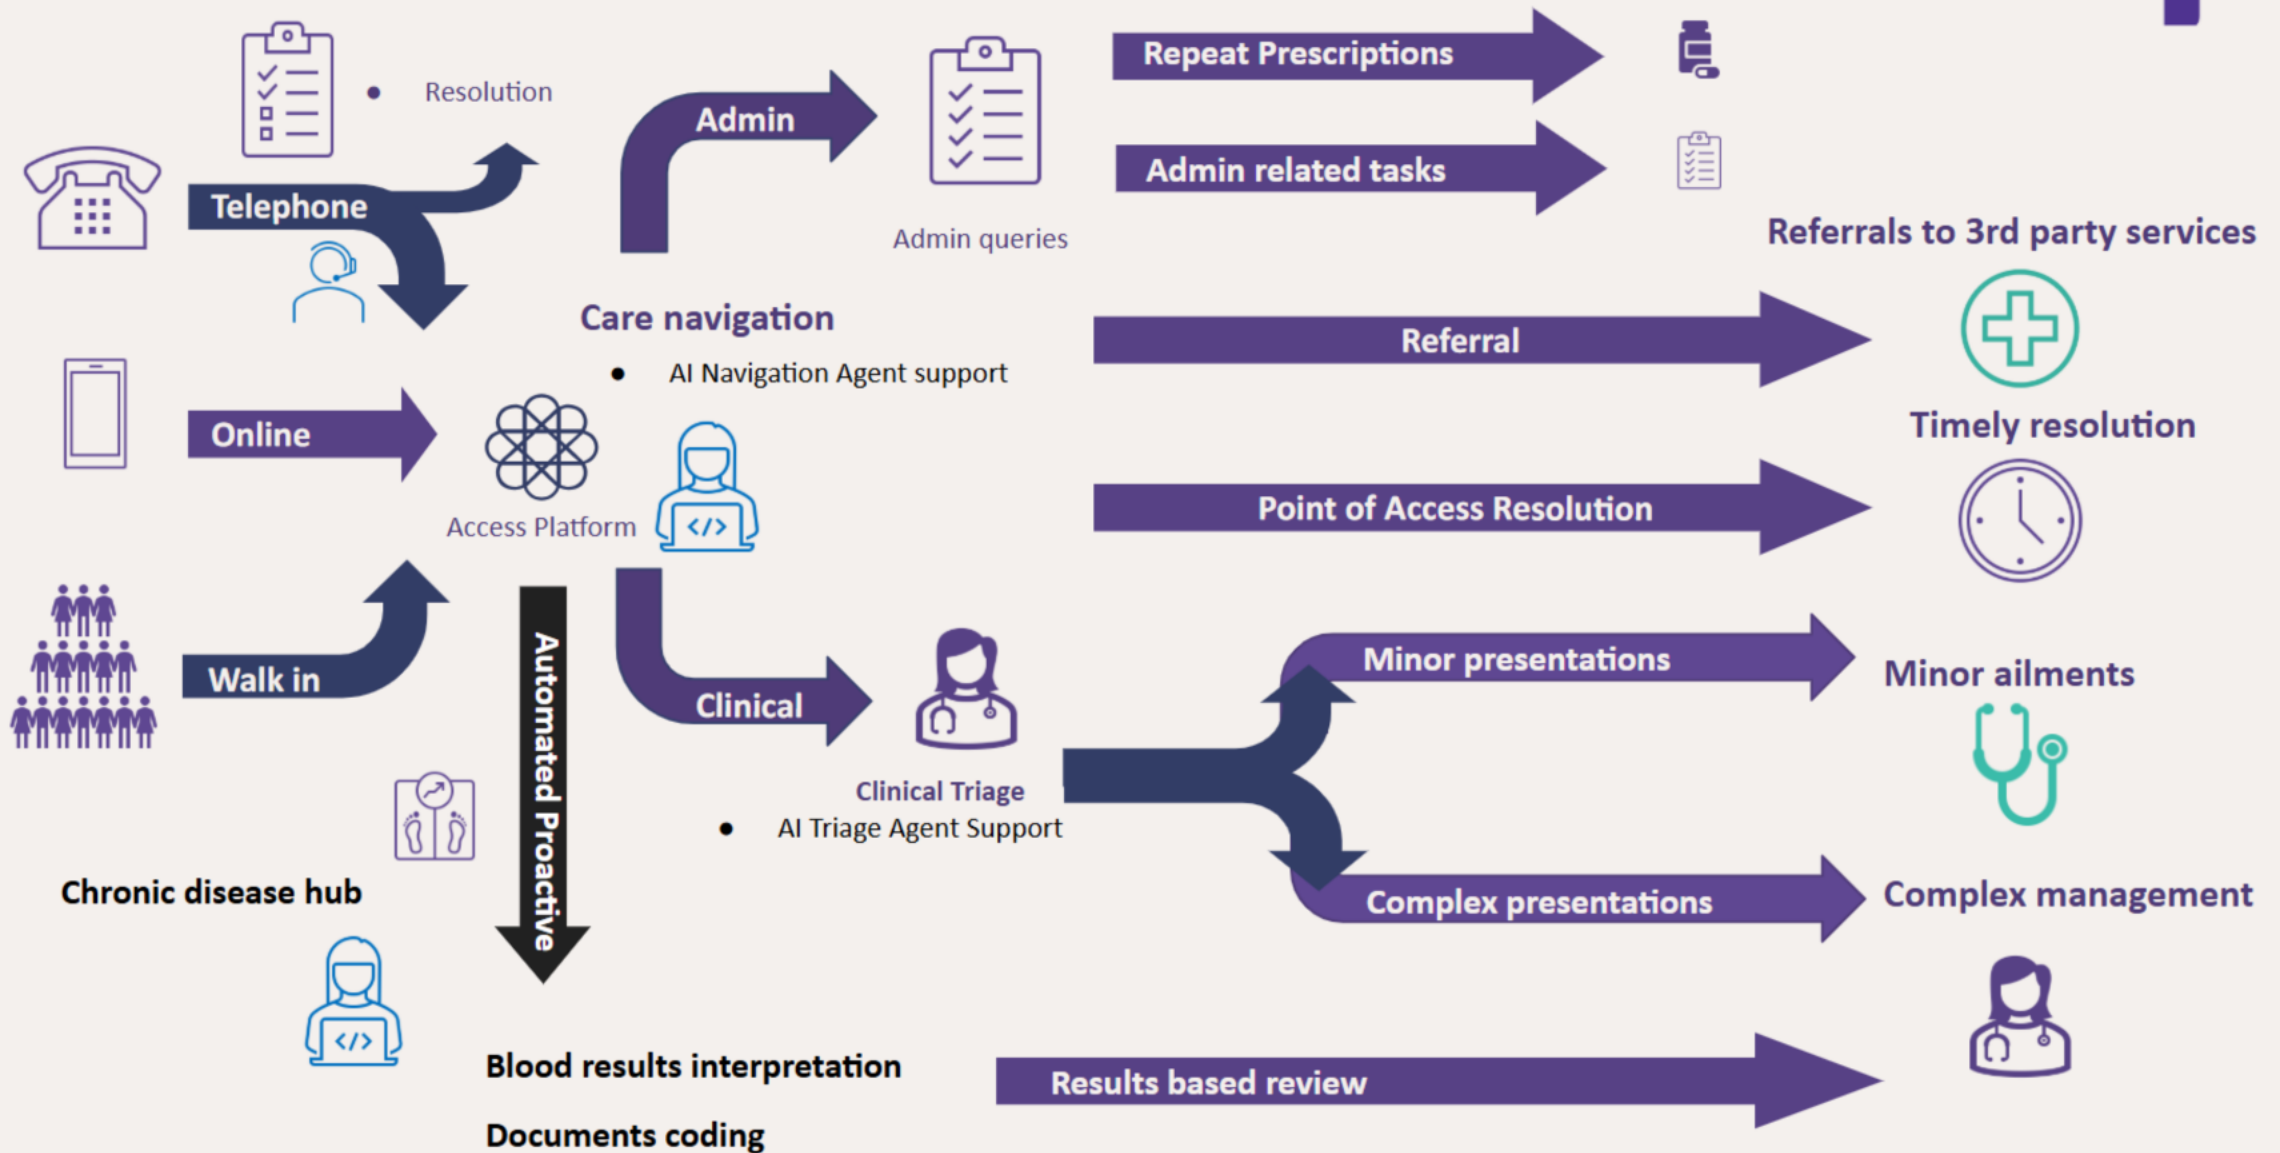 Resolution
Telephone
Admin
Admin queries
Repeat Prescriptions
Admin related tasks
Referrals to 3rd party services
Care navigation
AI Navigation Agent support
Referral
Online
Access Platform
</>
Timely resolution
Point of Access Resolution
Walk in
Automated Proactive
Clinical
Clinical Triage
AI Triage Agent Support
Minor presentations
Minor ailments
Complex presentations
Complex management
Chronic disease hub
</>
Blood results interpretation
Documents coding
Results based review